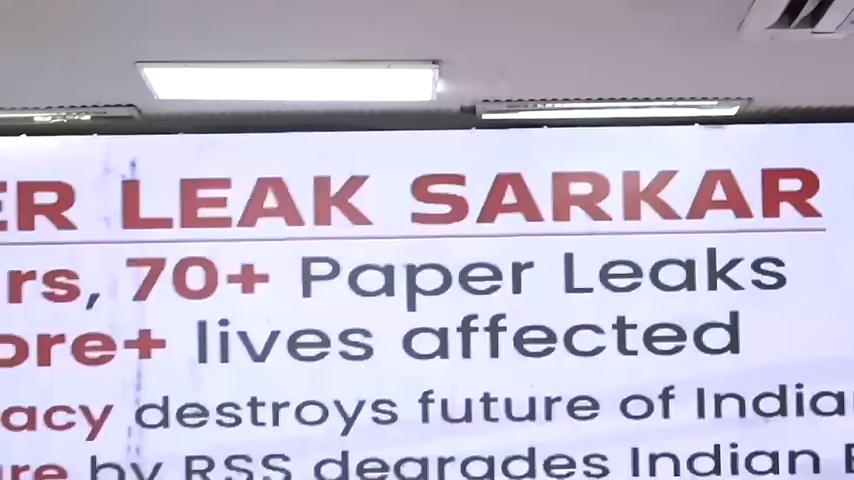 ER LEAK SARKAR
rs, 70+ Paper Leaks
ore+ lives affected
acy destroys future of India
re by RSS degrades Indian